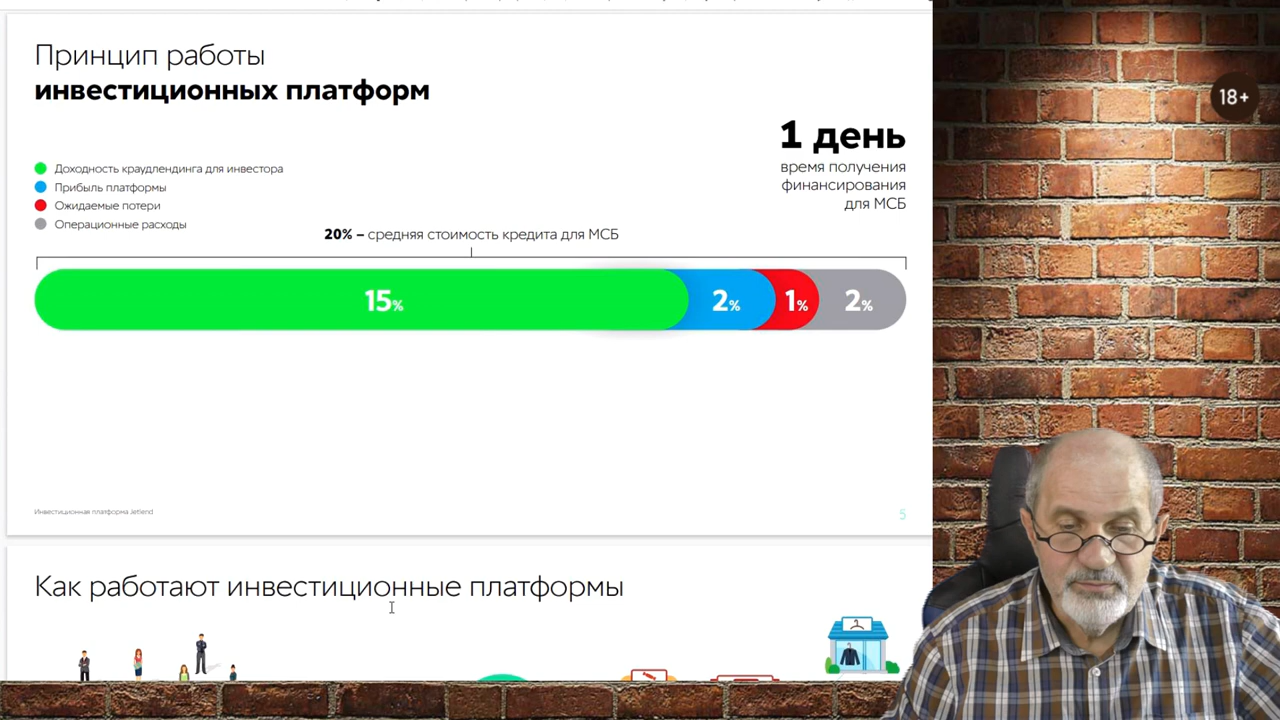 Принцип работы
инвестиционных платформ
18+
1 день
время получения
финансирования
для МСБ
Доходность краудлендинга для инвестора
Прибыль платформы
Ожидаемые потери
Операционные расходы
20% – средняя стоимость кредита для МСБ
15% 2% 1% 2%
Инвестиционная платформа Jetlend
5
Как работают инвестиционные платформы